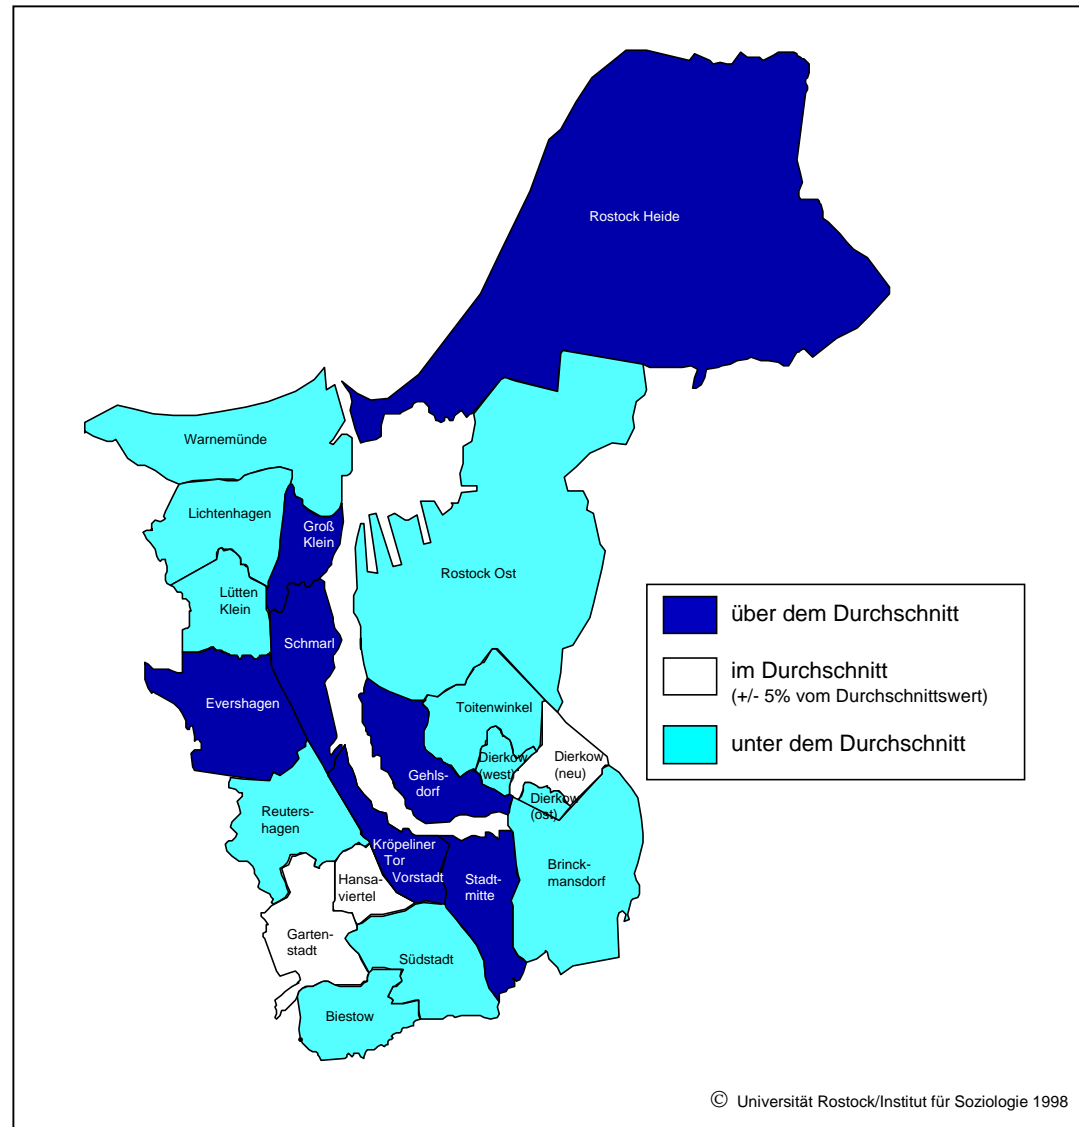 Rostock Heide
Warnemünde
Lichtenhagen
Groß
Klein
Rostock Ost
Lütten
Klein
Schmarl
Evershagen
Toitenwinkel
Dierkow
(west)
Dierkow
(neu)
Gehls-
dorf
Dierkow
(ost)
Reuters-
hagen
Kröpeliner
Tor
Vorstadt
Hansa-
viertel
Stadt-
mitte
Brinck-
mansdorf
Garten-
stadt
Südstadt
Biestow
über dem Durchschnitt
im Durchschnitt
(+/- 5% vom Durchschnittswert)
unter dem Durchschnitt
© Universität Rostock/Institut für Soziologie 1998